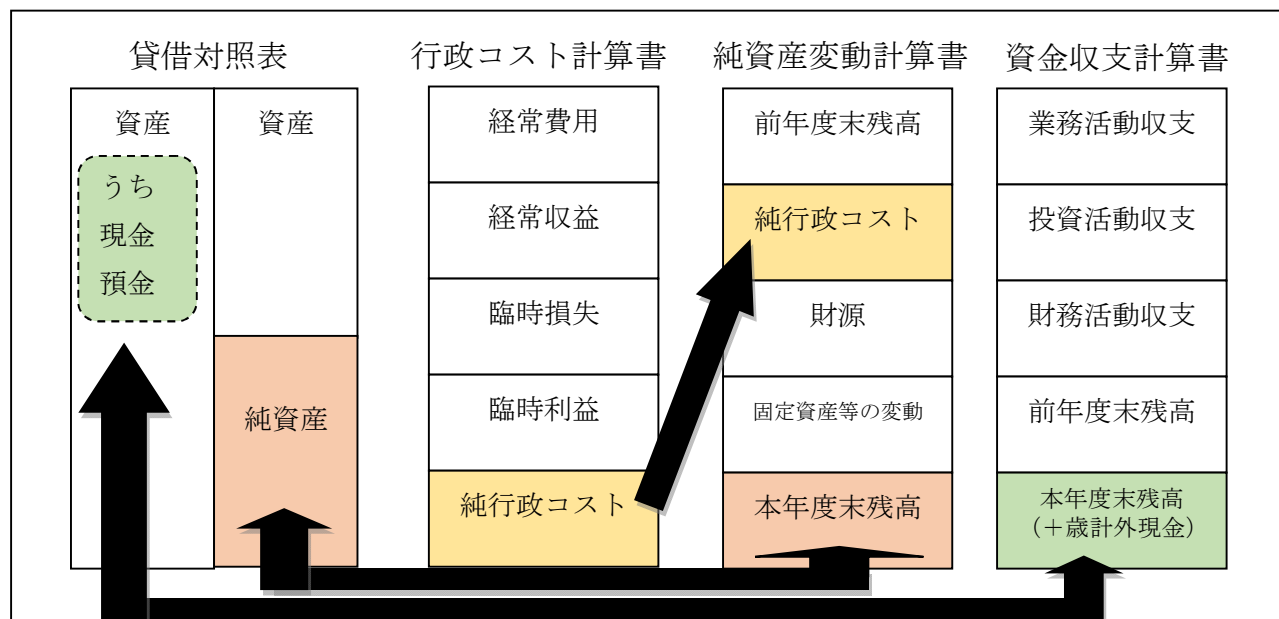 貸借対照表
行政コスト計算書
純資産変動計算書
資金収支計算書
資産
うち
現金
預金
資産
純資産
経常費用
経常収益
臨時損失
臨時利益
純行政コスト
前年度末残高
純行政コスト
財源
固定資産等の変動
本年度末残高
業務活動収支
投資活動収支
財務活動収支
前年度末残高
本年度末残高
（＋歳計外現金）